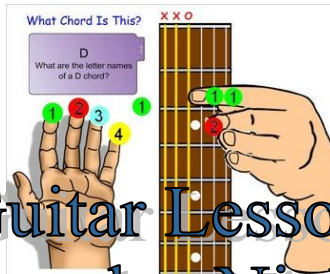 What Chord Is This?
X X O
D
What are the letter names
of a D chord?
1 2 3 4 1
1 1
2
Guitar Lesso